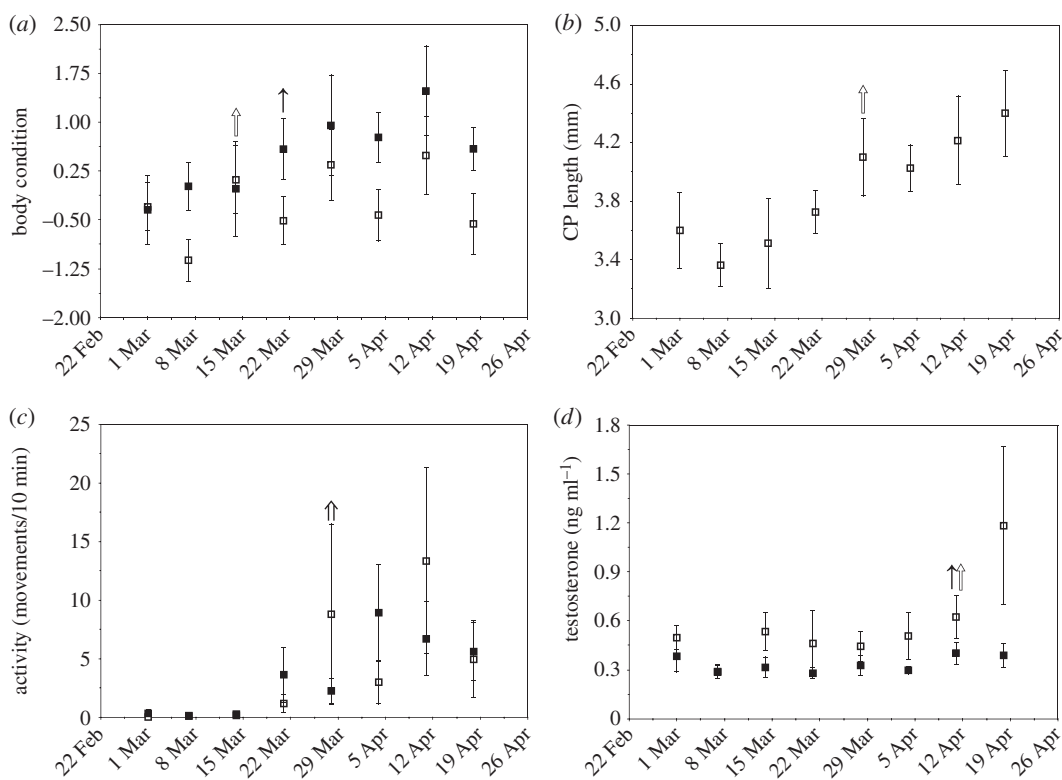 (a)
2.50
1.75
1.00
0.25
–0.50
–1.25
–2.00
body condition
22 Feb
1 Mar
8 Mar
15 Mar
22 Mar
29 Mar
5 Apr
12 Apr
19 Apr
26 Apr
(b)
5.0
4.6
4.2
3.8
3.4
3.0
CP length (mm)
22 Feb
1 Mar
8 Mar
15 Mar
22 Mar
29 Mar
5 Apr
12 Apr
19 Apr
26 Apr
(c)
25
20
15
10
5
0
activity (movements/10 min)
22 Feb
1 Mar
8 Mar
15 Mar
22 Mar
29 Mar
5 Apr
12 Apr
19 Apr
26 Apr
(d)
1.8
1.5
1.2
0.9
0.6
0.3
0
testosterone (ng ml⁻¹)
22 Feb
1 Mar
8 Mar
15 Mar
22 Mar
29 Mar
5 Apr
12 Apr
19 Apr
26 Apr